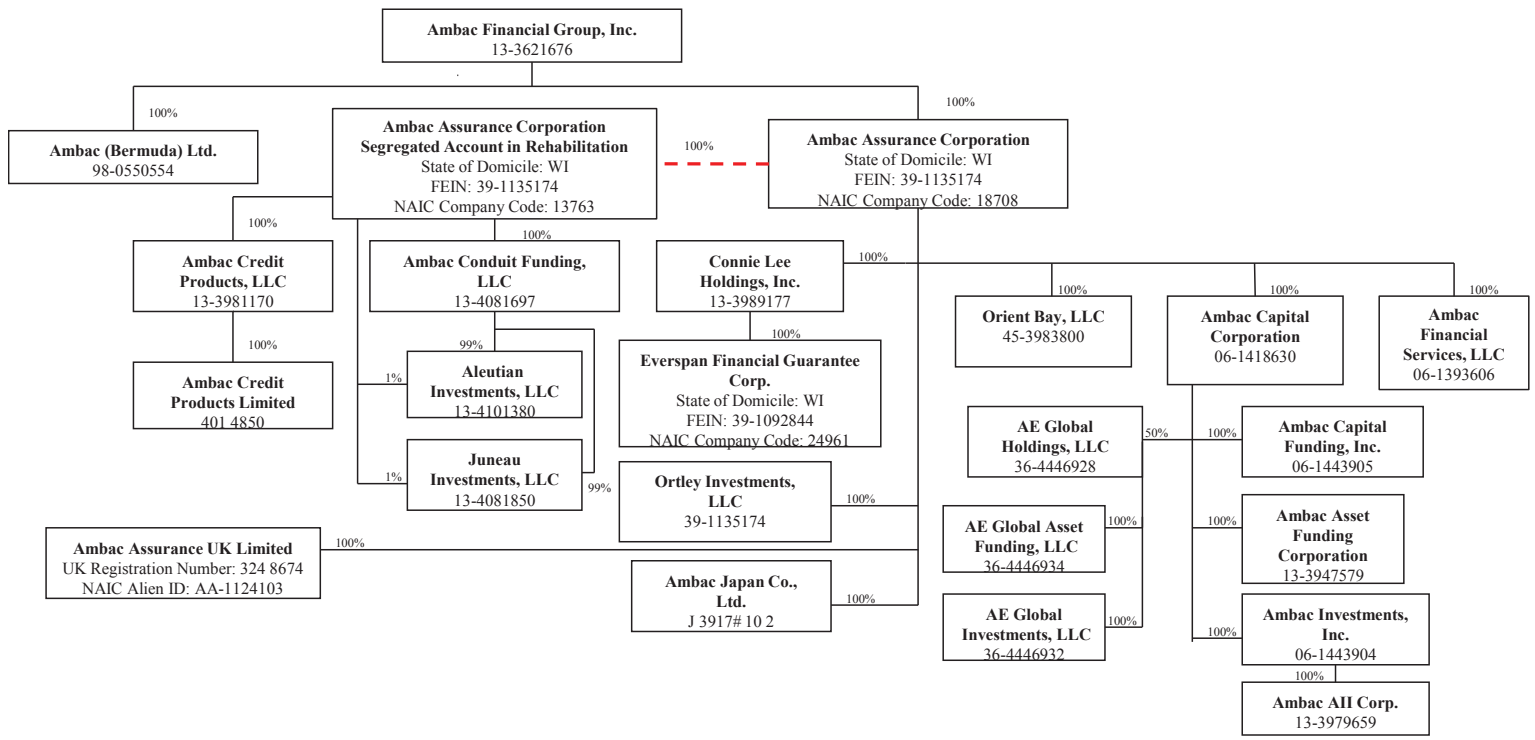 Ambac Financial Group, Inc.
13-3621676
100%
100%
Ambac (Bermuda) Ltd.
98-0550554
Ambac Assurance Corporation
Segregated Account in Rehabilitation
State of Domicile: WI
FEIN: 39-1135174
NAIC Company Code: 13763
100%
Ambac Assurance Corporation
State of Domicile: WI
FEIN: 39-1135174
NAIC Company Code: 18708
100%
Ambac Credit
Products, LLC
13-3981170
100%
Ambac Conduit Funding,
LLC
13-4081697
Connie Lee
Holdings, Inc.
13-3989177
100%
100%
Orient Bay, LLC
45-3983800
100%
Ambac Capital
Corporation
06-1418630
100%
Ambac
Financial
Services, LLC
06-1393606
100%
Ambac Credit
Products Limited
401 4850
99%
1%
Aleutian
Investments, LLC
13-4101380
1%
Juneau
Investments, LLC
13-4081850
99%
100%
Everspan Financial Guarantee
Corp.
State of Domicile: WI
FEIN: 39-1092844
NAIC Company Code: 24961
Ortley Investments,
LLC
39-1135174
100%
AE Global
Holdings, LLC
36-4446928
50%
100%
Ambac Capital
Funding, Inc.
06-1443905
AE Global Asset
Funding, LLC
36-4446934
100%
100%
Ambac Asset
Funding
Corporation
13-3947579
Ambac Assurance UK Limited
UK Registration Number: 324 8674
NAIC Alien ID: AA-1124103
100%
Ambac Japan Co.,
Ltd.
J 3917# 10 2
100%
AE Global
Investments, LLC
36-4446932
100%
100%
Ambac Investments,
Inc.
06-1443904
100%
Ambac AII Corp.
13-3979659